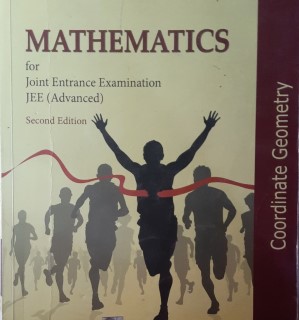 MATHEMATICS
for
Joint Entrance Examination
JEE (Advanced)
Second Edition
Coordinate Geometry